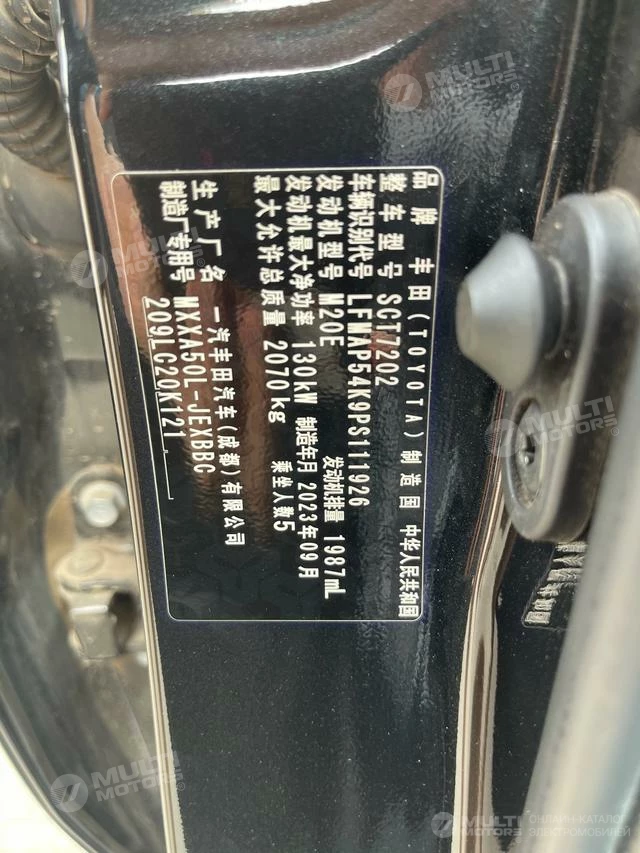 品牌 丰田(TOYOTA) 制造国 中华人民共和国
整车型号 SCT7202
车辆识别代号 LFMAP54K9PS111926
发动机型号 M20E 发动机排量 1987mL
发动机最大净功率 130kW 制造年月 2023年09月
最大允许总质量 2070kg 乘坐人数 5
生产厂名 一汽丰田汽车(成都)有限公司
制造厂专用号 MXXA50L-JEXBBC
209 LC20K121
MULTI MOTORS
MULTI MOTORS
MULTI MOTORS
MULTI MOTORS
MULTI MOTORS
ОНЛАЙН-КАТАЛОГ
ЭЛЕКТРОМОБИЛЕЙ